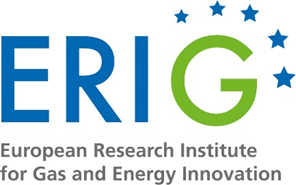 ERIG
European Research Institute
for Gas and Energy Innovation